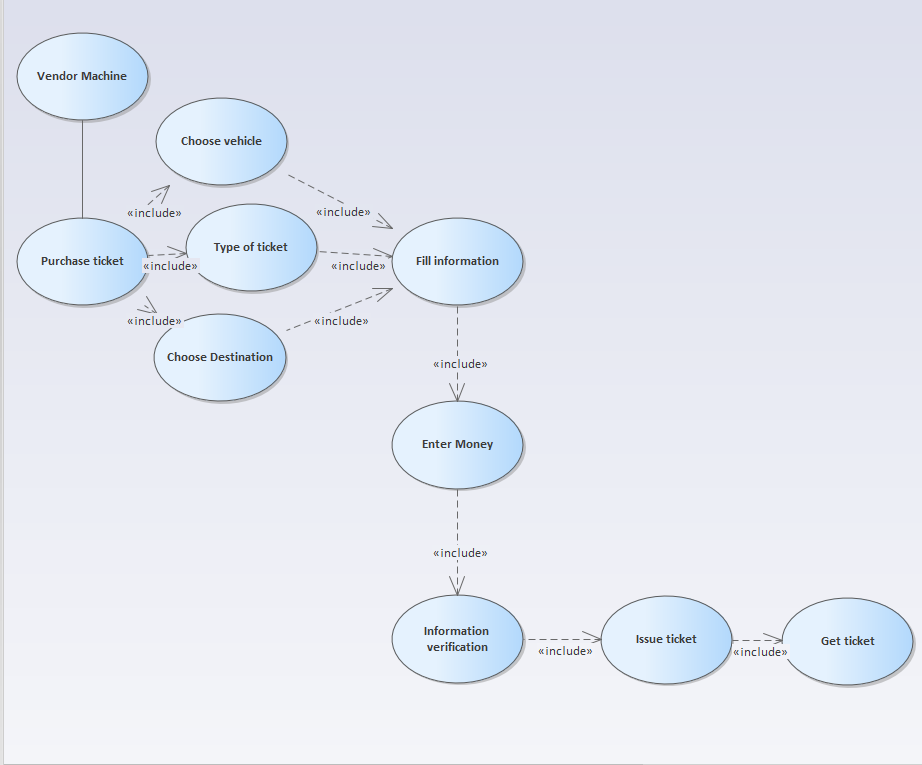 Vendor Machine
Choose vehicle
«include»
«include»
Purchase ticket
Type of ticket
Fill information
«include»
«include»
«include»
«include»
Choose Destination
«include»
Enter Money
«include»
Information
verification
Issue ticket
Get ticket
«include»
«include»